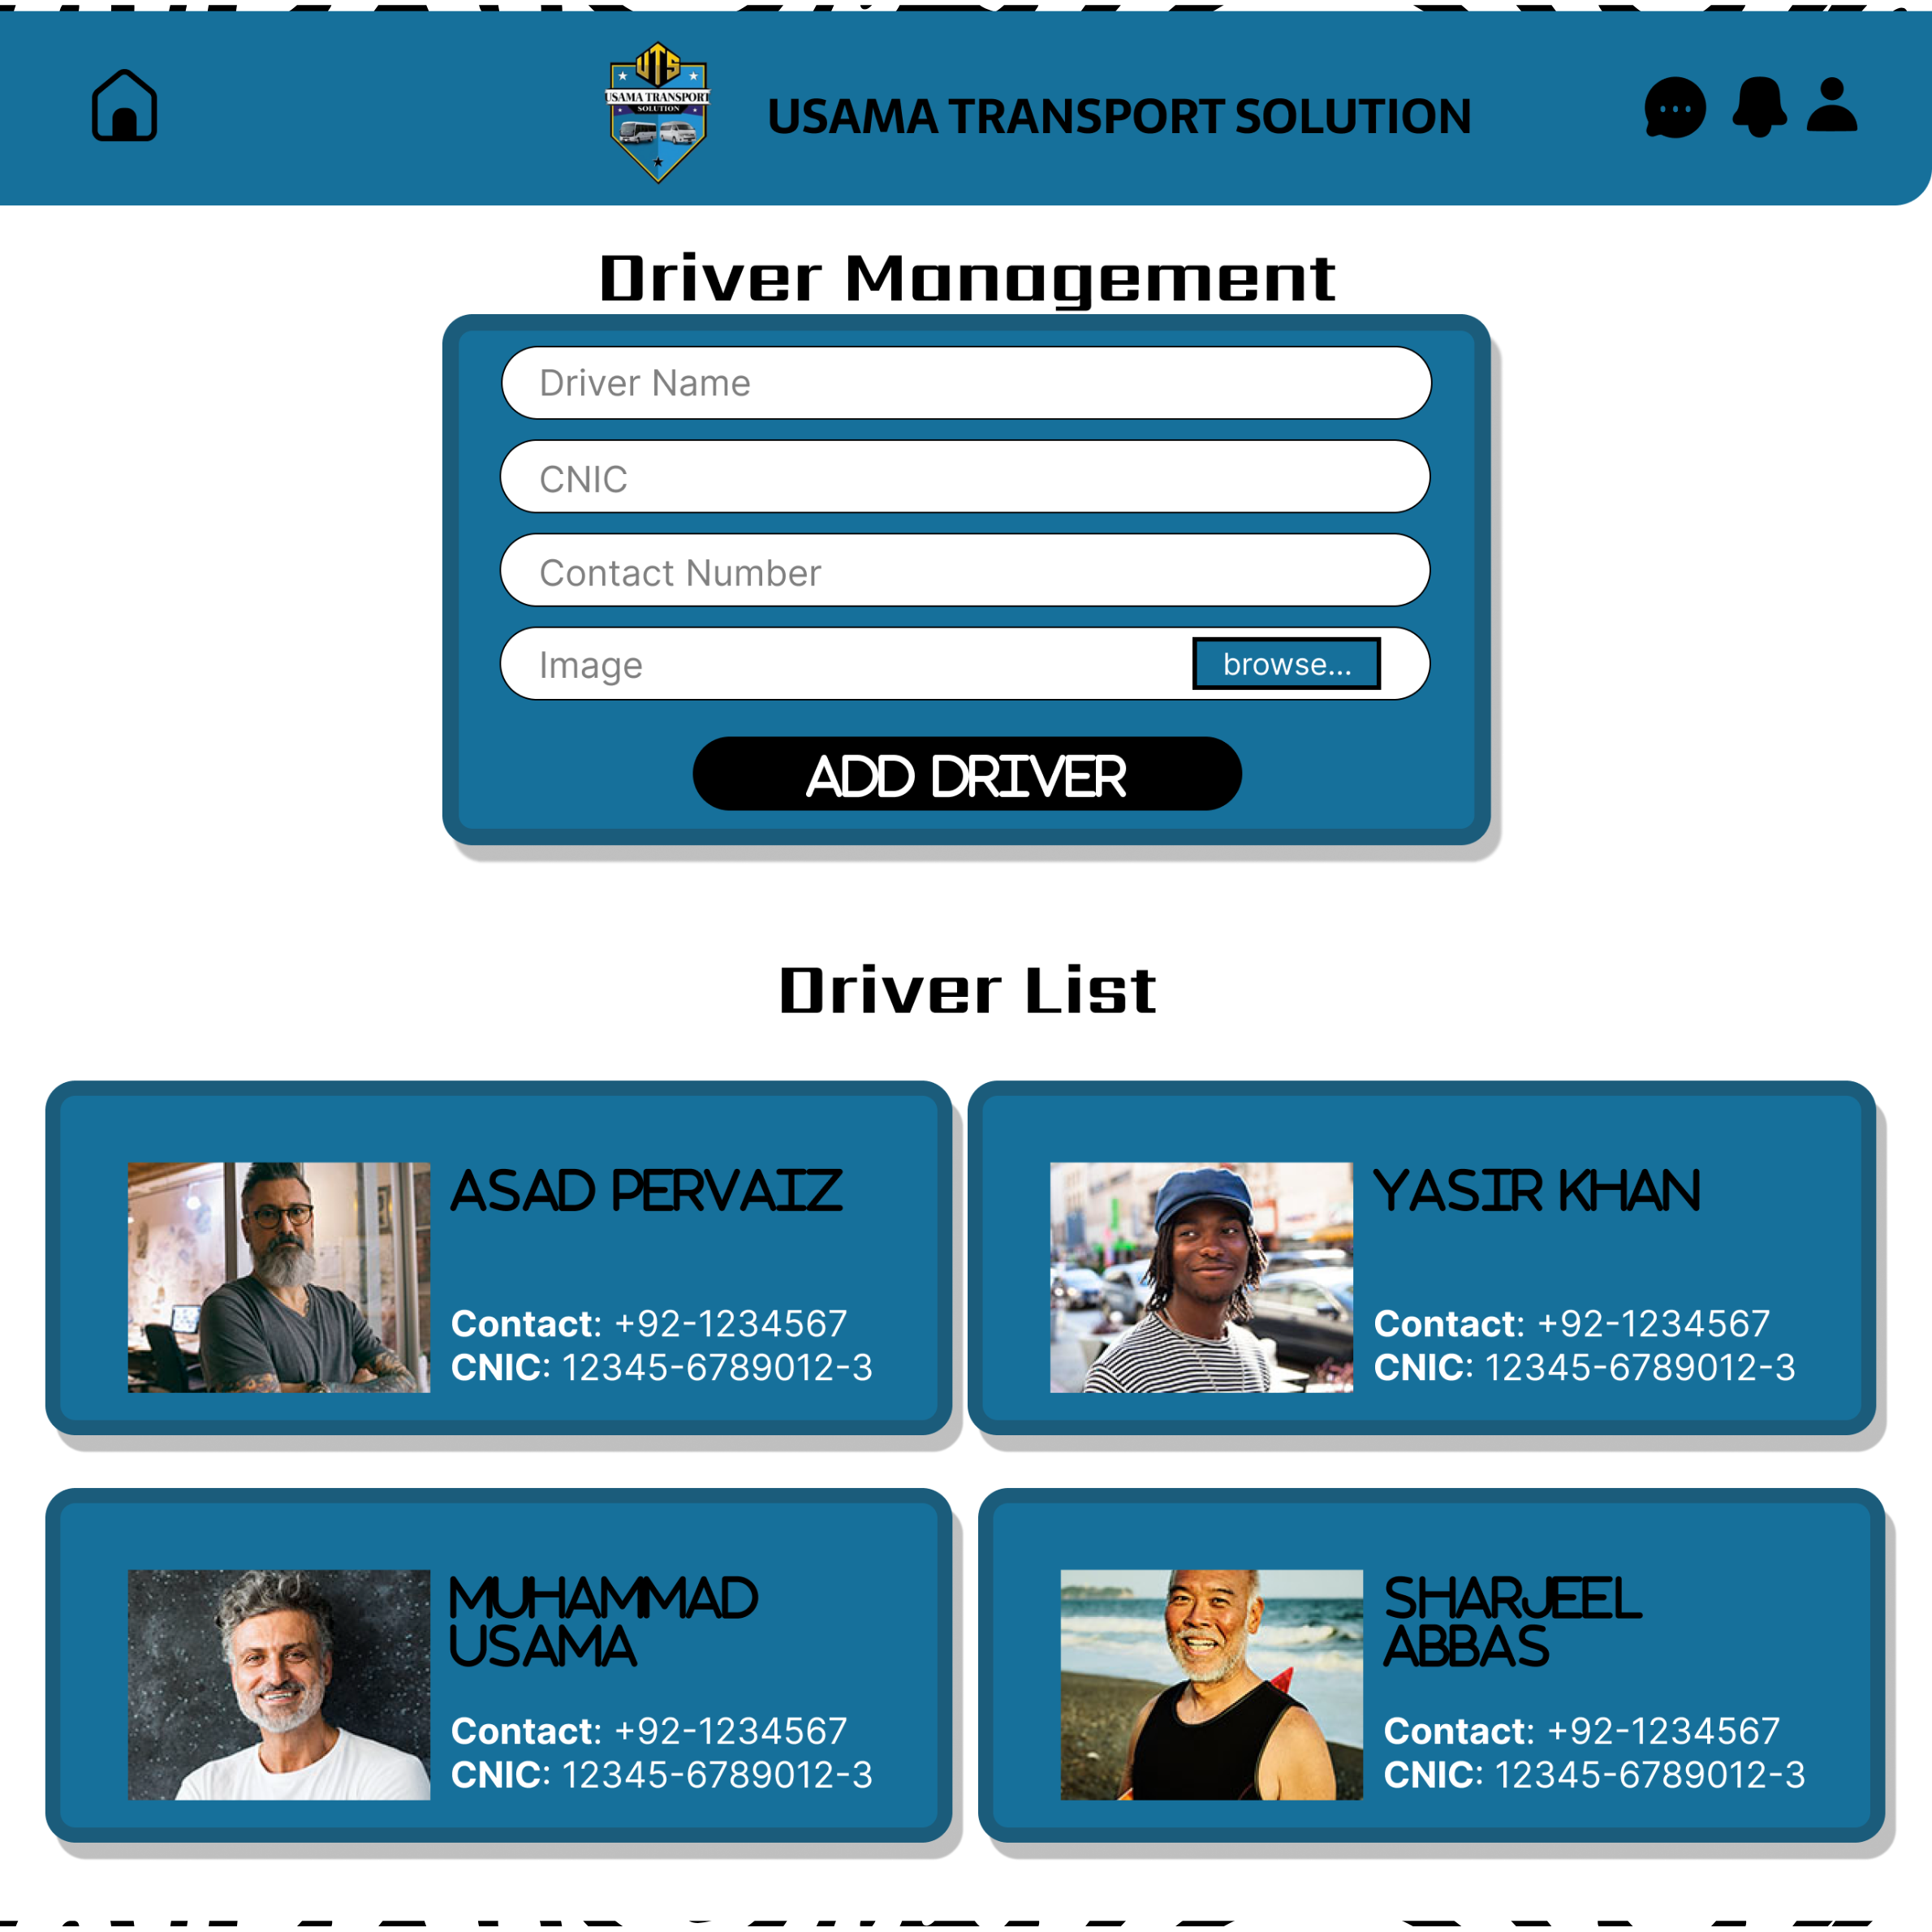 UTS
USAMA TRANSPORT
SOLUTION
USAMA TRANSPORT SOLUTION
Driver Management
Driver Name
CNIC
Contact Number
Image
browse...
ADD DRIVER
Driver List
ASAD PERVAIZ
Contact: +92-1234567
CNIC: 12345-6789012-3
YASIR KHAN
Contact: +92-1234567
CNIC: 12345-6789012-3
MUHAMMAD
USAMA
Contact: +92-1234567
CNIC: 12345-6789012-3
SHARJEEL
ABBAS
Contact: +92-1234567
CNIC: 12345-6789012-3